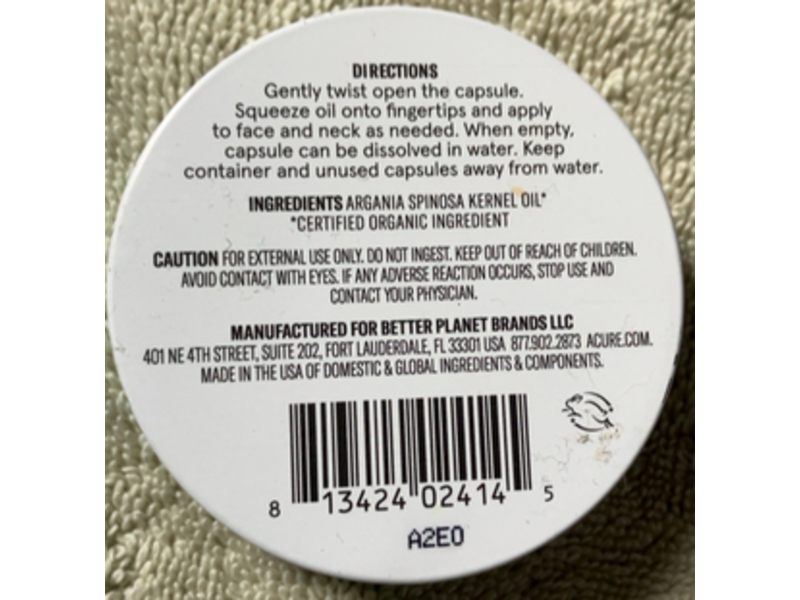 DIRECTIONS
Gently twist open the capsule.
Squeeze oil onto fingertips and apply
to face and neck as needed. When empty,
capsule can be dissolved in water. Keep
container and unused capsules away from water.
INGREDIENTS ARGANIA SPINOSA KERNEL OIL*
*CERTIFIED ORGANIC INGREDIENT
CAUTION FOR EXTERNAL USE ONLY. DO NOT INGEST. KEEP OUT OF REACH OF CHILDREN.
AVOID CONTACT WITH EYES. IF ANY ADVERSE REACTION OCCURS, STOP USE AND
CONTACT YOUR PHYSICIAN.
MANUFACTURED FOR BETTER PLANET BRANDS LLC
401 NE 4TH STREET, SUITE 202, FORT LAUDERDALE, FL 33301 USA 877.902.2873 ACURE.COM.
MADE IN THE USA OF DOMESTIC & GLOBAL INGREDIENTS & COMPONENTS.
8 13424 02414 5
A2E0